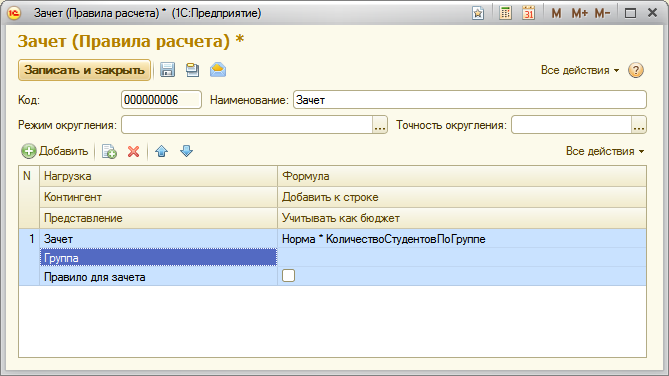 Зачет (Правила расчета) * (1С:Предприятие)
M M+ M-
Зачет (Правила расчета) *
Записать и закрыть Все действия
Код: 000000006 Наименование: Зачет
Режим округления: ... Точность округления: ...
Добавить Все действия
N Нагрузка Формула
Контингент Добавить к строке
Представление Учитывать как бюджет
1 Зачет Норма * КоличествоСтудентовПоГруппе
Группа
Правило для зачета